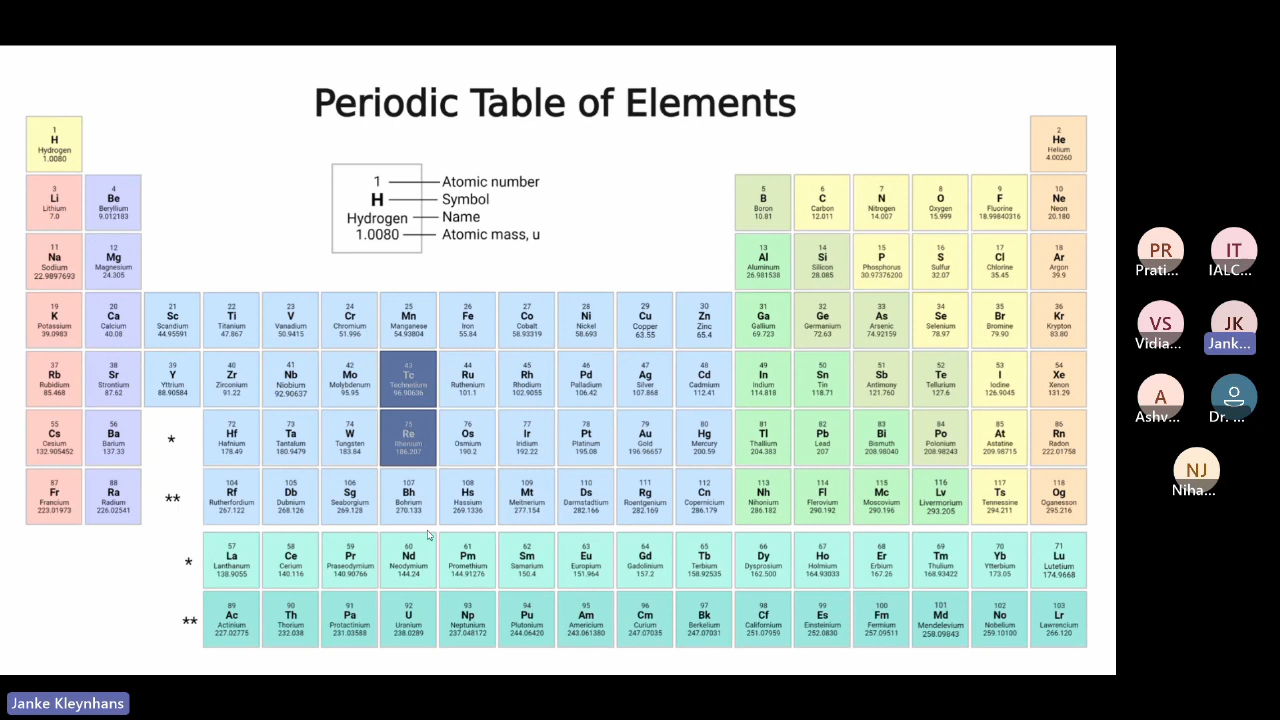 Periodic Table of Elements
1
H
Hydrogen
1.0080
2
He
Helium
4.00260
1
H
Hydrogen
1.0080
Atomic number
Symbol
Name
Atomic mass, u
3
Li
Lithium
7.0
4
Be
Beryllium
9.012183
5
B
Boron
10.81
6
C
Carbon
12.011
7
N
Nitrogen
14.007
8
O
Oxygen
15.999
9
F
Fluorine
18.99840316
10
Ne
Neon
20.180
11
Na
Sodium
22.9897693
12
Mg
Magnesium
24.305
13
Al
Aluminum
26.981538
14
Si
Silicon
28.085
15
P
Phosphorus
30.97376200
16
S
Sulfur
32.07
17
Cl
Chlorine
35.45
18
Ar
Argon
39.9
19
K
Potassium
39.0983
20
Ca
Calcium
40.08
21
Sc
Scandium
44.95591
22
Ti
Titanium
47.867
23
V
Vanadium
50.9415
24
Cr
Chromium
51.996
25
Mn
Manganese
54.93804
26
Fe
Iron
55.84
27
Co
Cobalt
58.93319
28
Ni
Nickel
58.693
29
Cu
Copper
63.55
30
Zn
Zinc
65.4
31
Ga
Gallium
69.723
32
Ge
Germanium
72.63
33
As
Arsenic
74.92159
34
Se
Selenium
78.97
35
Br
Bromine
79.90
36
Kr
Krypton
83.80
37
Rb
Rubidium
85.468
38
Sr
Strontium
87.62
39
Y
Yttrium
88.90584
40
Zr
Zirconium
91.22
41
Nb
Niobium
92.90637
42
Mo
Molybdenum
95.95
43
Tc
Technetium
96.90636
44
Ru
Ruthenium
101.1
45
Rh
Rhodium
102.9055
46
Pd
Palladium
106.42
47
Ag
Silver
107.868
48
Cd
Cadmium
112.41
49
In
Indium
114.818
50
Sn
Tin
118.71
51
Sb
Antimony
121.760
52
Te
Tellurium
127.6
53
I
Iodine
126.9045
54
Xe
Xenon
131.29
55
Cs
Cesium
132.905452
56
Ba
Barium
137.33
*
72
Hf
Hafnium
178.49
73
Ta
Tantalum
180.9479
74
W
Tungsten
183.84
75
Re
Rhenium
186.207
76
Os
Osmium
190.2
77
Ir
Iridium
192.22
78
Pt
Platinum
195.08
79
Au
Gold
196.96657
80
Hg
Mercury
200.59
81
Tl
Thallium
204.383
82
Pb
Lead
207
83
Bi
Bismuth
208.98040
84
Po
Polonium
208.98243
85
At
Astatine
209.98715
86
Rn
Radon
222.01758
87
Fr
Francium
223.01973
88
Ra
Radium
226.02541
**
104
Rf
Rutherfordium
267.122
105
Db
Dubnium
268.126
106
Sg
Seaborgium
269.128
107
Bh
Bohrium
270.133
108
Hs
Hassium
269.1336
109
Mt
Meitnerium
277.154
110
Ds
Darmstadtium
282.166
111
Rg
Roentgenium
282.169
112
Cn
Copernicium
286.179
113
Nh
Nihonium
286.182
114
Fl
Flerovium
290.192
115
Mc
Moscovium
290.196
116
Lv
Livermorium
293.205
117
Ts
Tennessine
294.211
118
Og
Oganesson
295.216
*
57
La
Lanthanum
138.9055
58
Ce
Cerium
140.116
59
Pr
Praseodymium
140.90766
60
Nd
Neodymium
144.24
61
Pm
Promethium
144.91276
62
Sm
Samarium
150.4
63
Eu
Europium
151.964
64
Gd
Gadolinium
157.2
65
Tb
Terbium
158.92535
66
Dy
Dysprosium
162.500
67
Ho
Holmium
164.93033
68
Er
Erbium
167.26
69
Tm
Thulium
168.93422
70
Yb
Ytterbium
173.05
71
Lu
Lutetium
174.9668
**
89
Ac
Actinium
227.02775
90
Th
Thorium
232.038
91
Pa
Protactinium
231.03588
92
U
Uranium
238.0289
93
Np
Neptunium
237.048172
94
Pu
Plutonium
244.06420
95
Am
Americium
243.061380
96
Cm
Curium
247.07035
97
Bk
Berkelium
247.07031
98
Cf
Californium
251.07959
99
Es
Einsteinium
252.0830
100
Fm
Fermium
257.09511
101
Md
Mendelevium
258.09843
102
No
Nobelium
259.10100
103
Lr
Lawrencium
266.120
PR
Prati...
IT
IALC...
VS
Vidia...
JK
Jank...
A
Ashv...
Dr. ...
NJ
Niha...
Janke Kleynhans